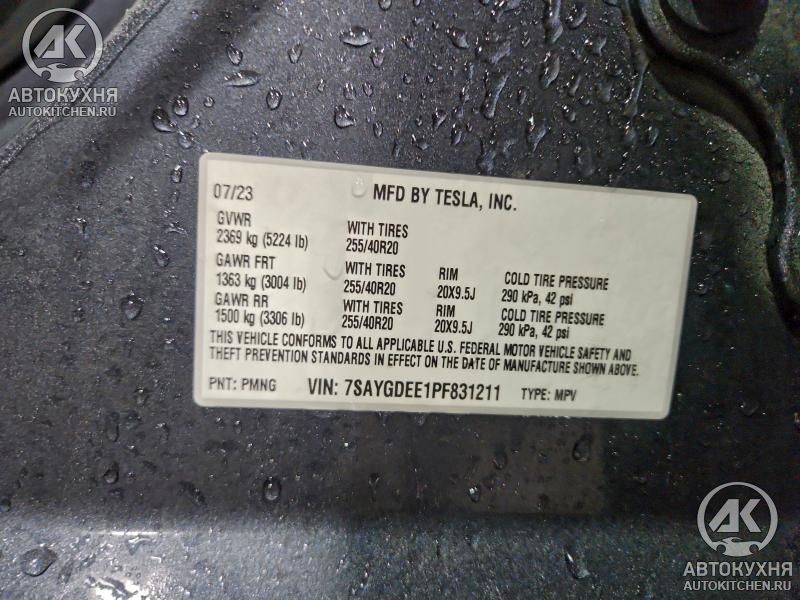 АК
АВТОКУХНЯ
AUTOKITCHEN.RU
07/23 MFD BY TESLA, INC.
GVWR
2369 kg (5224 lb) WITH TIRES
255/40R20
GAWR FRT
1363 kg (3004 lb) WITH TIRES
255/40R20 RIM
20X9.5J COLD TIRE PRESSURE
290 kPa, 42 psi
GAWR RR
1500 kg (3306 lb) WITH TIRES
255/40R20 RIM
20X9.5J COLD TIRE PRESSURE
290 kPa, 42 psi
THIS VEHICLE CONFORMS TO ALL APPLICABLE U.S. FEDERAL MOTOR VEHICLE SAFETY AND
THEFT PREVENTION STANDARDS IN EFFECT ON THE DATE OF MANUFACTURE SHOWN ABOVE.
PNT: PMNG VIN: 7SAYGDEE1PF831211 TYPE: MPV
АК
АВТОКУХНЯ
AUTOKITCHEN.RU